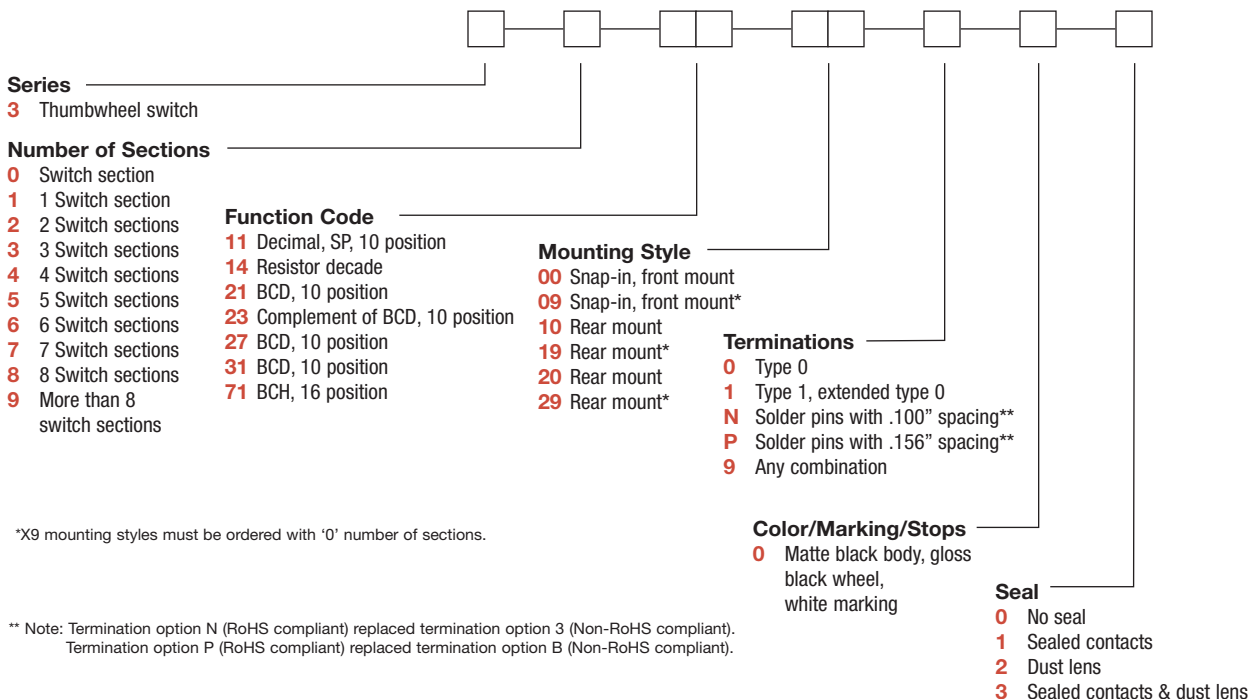 Series
3 Thumbwheel switch
Number of Sections
0 Switch section
1 1 Switch section
2 2 Switch sections
3 3 Switch sections
4 4 Switch sections
5 5 Switch sections
6 6 Switch sections
7 7 Switch sections
8 8 Switch sections
9 More than 8
switch sections
Function Code
11 Decimal, SP, 10 position
14 Resistor decade
21 BCD, 10 position
23 Complement of BCD, 10 position
27 BCD, 10 position
31 BCD, 10 position
71 BCH, 16 position
Mounting Style
00 Snap-in, front mount
09 Snap-in, front mount*
10 Rear mount
19 Rear mount*
20 Rear mount
29 Rear mount*
Terminations
0 Type 0
1 Type 1, extended type 0
N Solder pins with .100” spacing**
P Solder pins with .156” spacing**
9 Any combination
Color/Marking/Stops
0 Matte black body, gloss
black wheel,
white marking
Seal
0 No seal
1 Sealed contacts
2 Dust lens
3 Sealed contacts & dust lens
*X9 mounting styles must be ordered with ‘0’ number of sections.
** Note: Termination option N (RoHS compliant) replaced termination option 3 (Non-RoHS compliant).
Termination option P (RoHS compliant) replaced termination option B (Non-RoHS compliant).